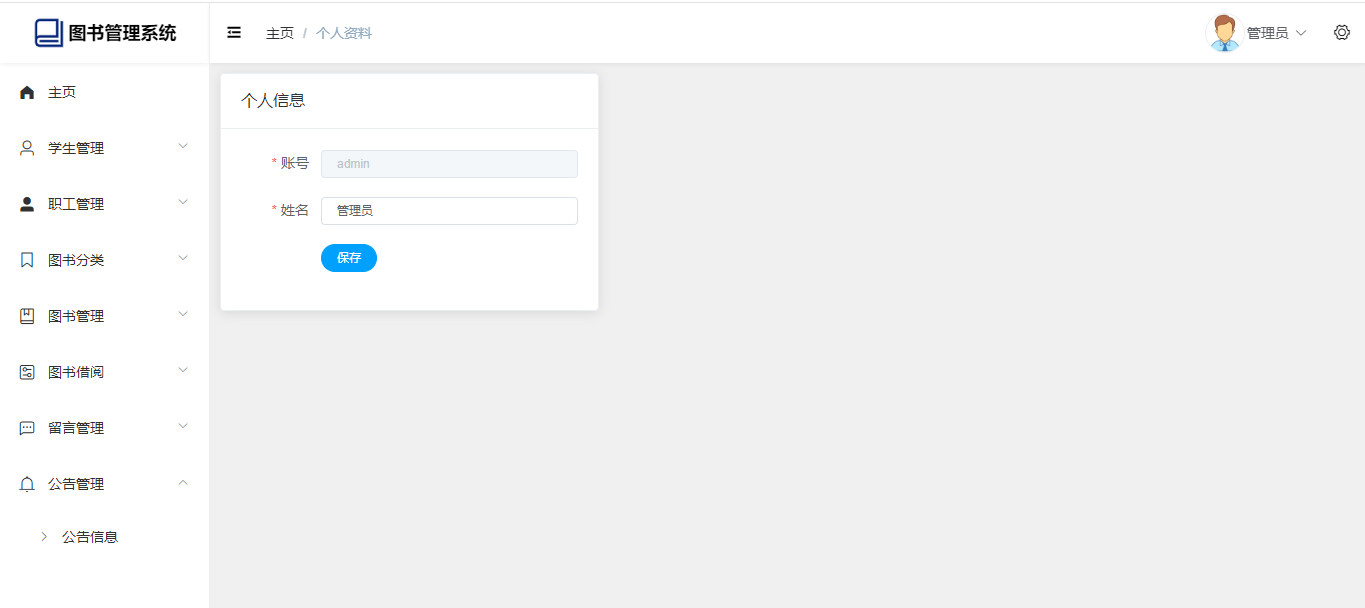 图书管理系统
主页 / 个人资料
管理员
主页
学生管理
职工管理
图书分类
图书管理
图书借阅
留言管理
公告管理
公告信息
个人信息
* 账号 admin
* 姓名 管理员
保存